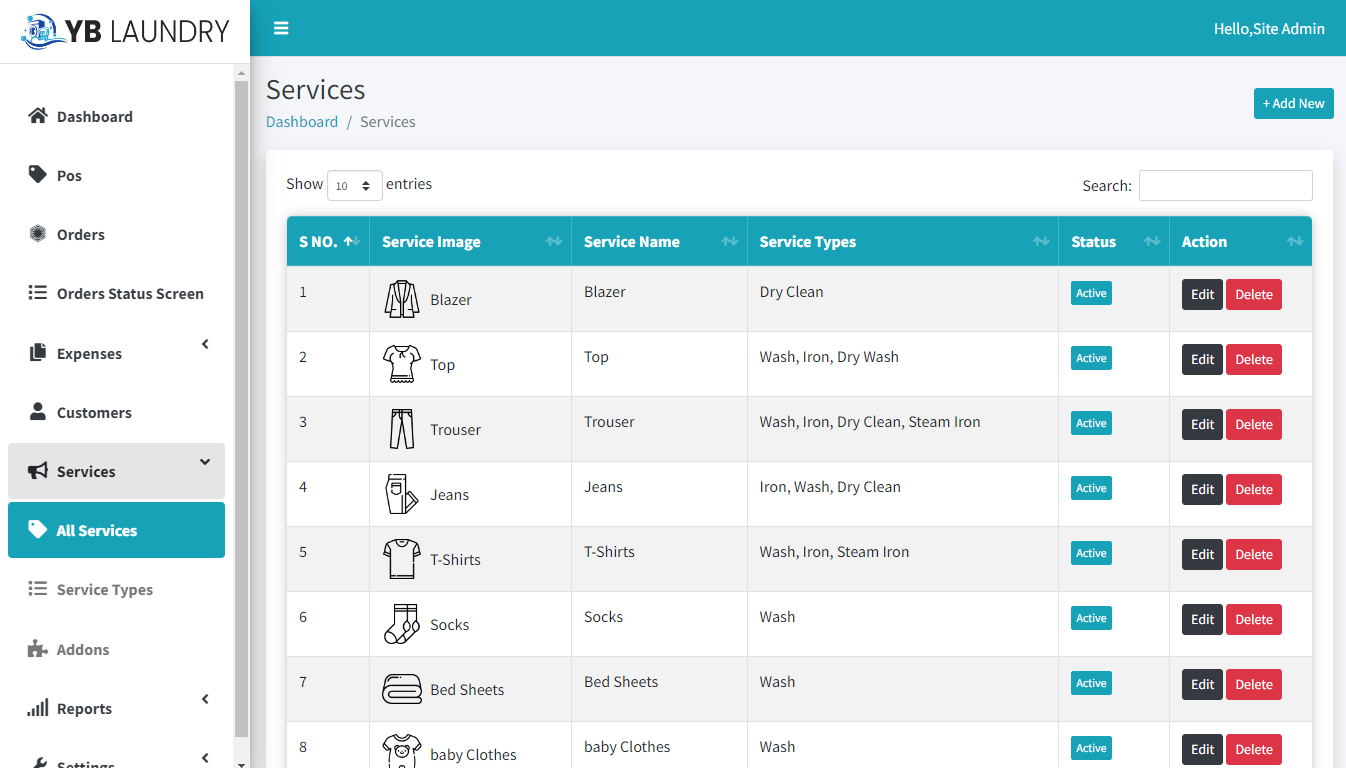 YB LAUNDRY
Hello,Site Admin
Dashboard
Pos
Orders
Orders Status Screen
Expenses
Customers
Services
All Services
Service Types
Addons
Reports
Settings
Services
Dashboard / Services
+ Add New
Show 10 entries
Search:
S NO. Service Image Service Name Service Types Status Action
1 Blazer Blazer Dry Clean Active Edit Delete
2 Top Top Wash, Iron, Dry Wash Active Edit Delete
3 Trouser Trouser Wash, Iron, Dry Clean, Steam Iron Active Edit Delete
4 Jeans Jeans Iron, Wash, Dry Clean Active Edit Delete
5 T-Shirts T-Shirts Wash, Iron, Steam Iron Active Edit Delete
6 Socks Socks Wash Active Edit Delete
7 Bed Sheets Bed Sheets Wash Active Edit Delete
8 baby Clothes baby Clothes Wash Active Edit Delete